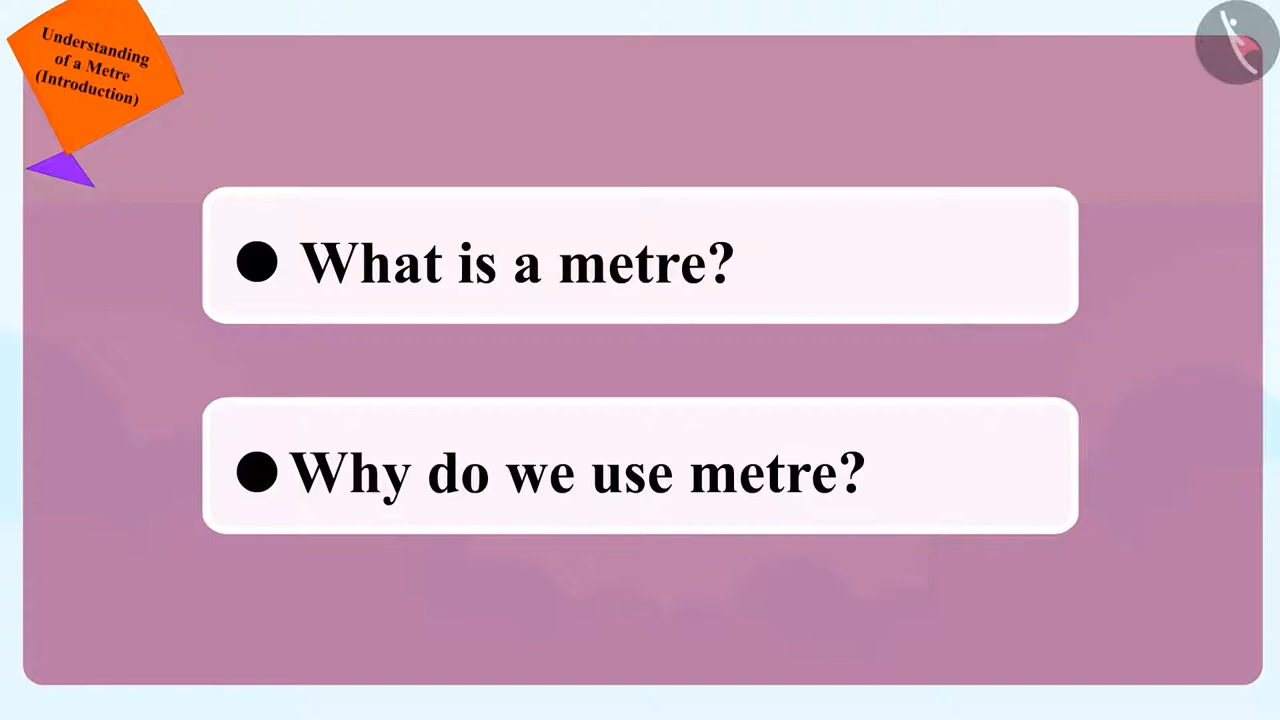 Understanding
of a Metre
(Introduction)
● What is a metre?
● Why do we use metre?